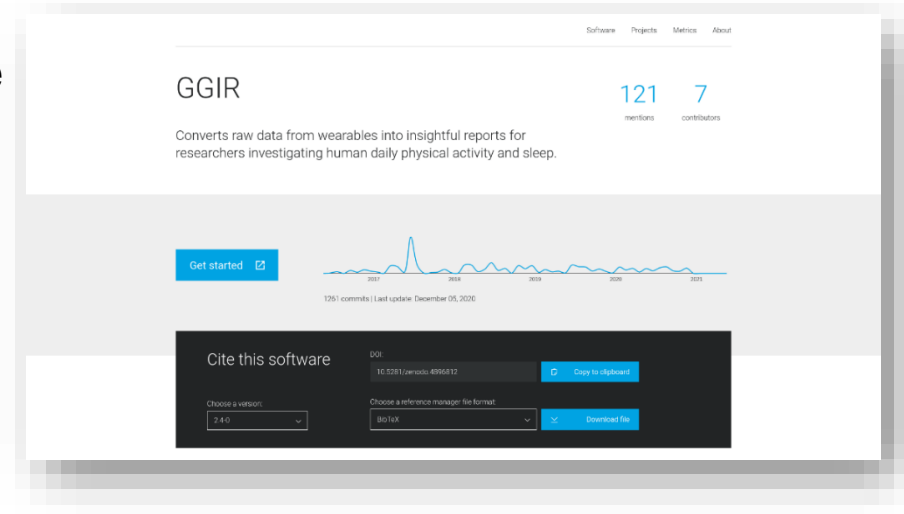 e
Software Projects Metrics About
GGIR
121 7
mentions contributors
Converts raw data from wearables into insightful reports for
researchers investigating human daily physical activity and sleep.
Get started
2017 2018 2019 2020 2021
1261 commits | Last update: December 05, 2020
Cite this software
DOI:
10.5281/zenodo.4896812
Copy to clipboard
Choose a version:
2.4-0
Choose a reference manager file format:
BibTeX
Download file